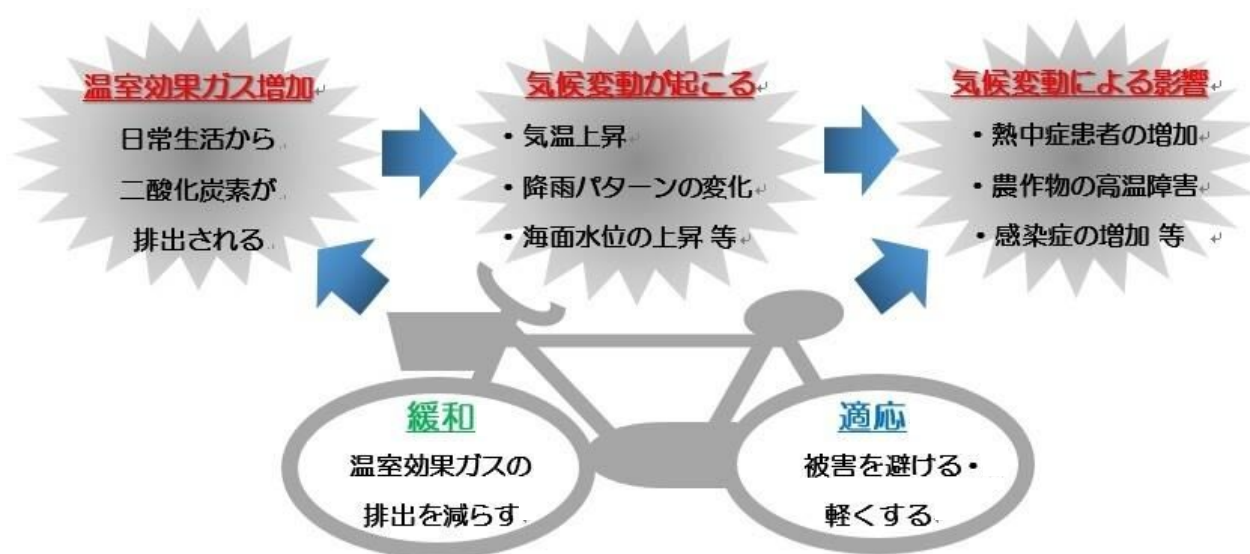 温室効果ガス増加
日常生活から
二酸化炭素が
排出される
気候変動が起こる
・気温上昇
・降雨パターンの変化
・海面水位の上昇 等
気候変動による影響
・熱中症患者の増加
・農作物の高温障害
・感染症の増加 等
緩和
温室効果ガスの
排出を減らす
適応
被害を避ける・
軽くする